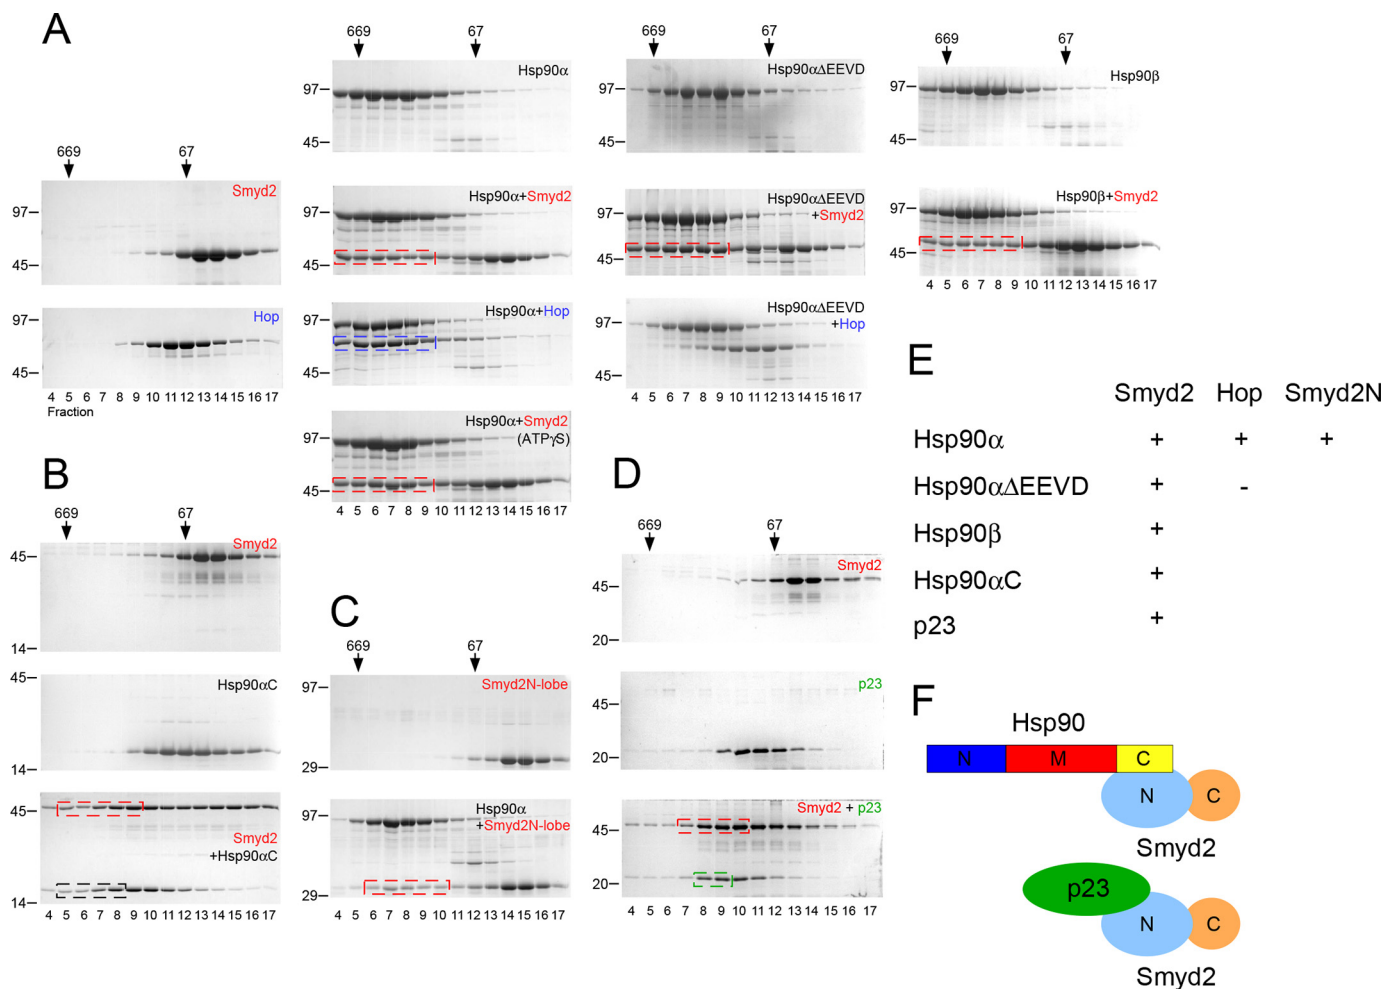 A
669 67
Smyd2
97
45
Hop
97
45
4 5 6 7 8 9 10 11 12 13 14 15 16 17
Fraction
669 67
Hsp90α
97
45
Hsp90α+Smyd2
97
45
Hsp90α+Hop
97
45
Hsp90α+Smyd2
(ATPγS)
97
45
4 5 6 7 8 9 10 11 12 13 14 15 16 17
669 67
Hsp90αΔEEVD
97
45
Hsp90αΔEEVD
+Smyd2
97
45
Hsp90αΔEEVD
+Hop
97
45
4 5 6 7 8 9 10 11 12 13 14 15 16 17
669 67
Hsp90β
97
45
Hsp90β+Smyd2
97
45
4 5 6 7 8 9 10 11 12 13 14 15 16 17
B
669 67
Smyd2
45
14
Hsp90αC
45
14
Smyd2
+Hsp90αC
45
14
4 5 6 7 8 9 10 11 12 13 14 15 16 17
C
669 67
Smyd2N-lobe
97
29
Hsp90α
+Smyd2N-lobe
97
29
4 5 6 7 8 9 10 11 12 13 14 15 16 17
D
669 67
Smyd2
45
20
p23
45
20
Smyd2 + p23
45
20
4 5 6 7 8 9 10 11 12 13 14 15 16 17
E
Smyd2 Hop Smyd2N
Hsp90α + + +
Hsp90αΔEEVD + -
Hsp90β +
Hsp90αC +
p23 +
F
Hsp90
N M C
N C
Smyd2
p23
N C
Smyd2